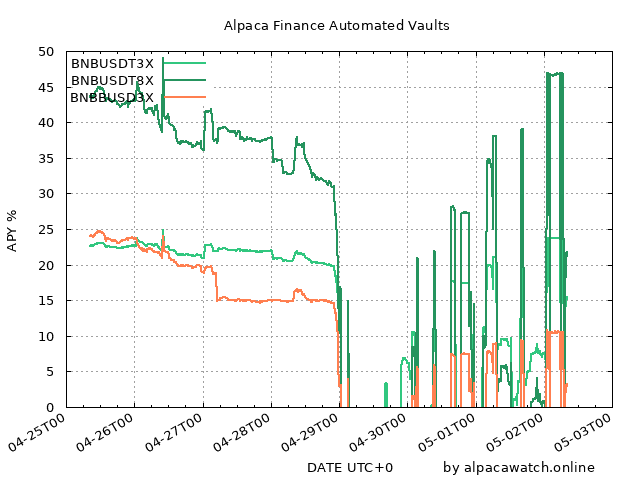 Alpaca Finance Automated Vaults
50
45
40
35
30
25
20
15
10
5
0
APY %
BNBUSDT3X
BNBUSDT8X
BNBBUSD3X
04-25T00
04-26T00
04-27T00
04-28T00
04-29T00
04-30T00
05-01T00
05-02T00
05-03T00
DATE UTC+0
by alpacawatch.online